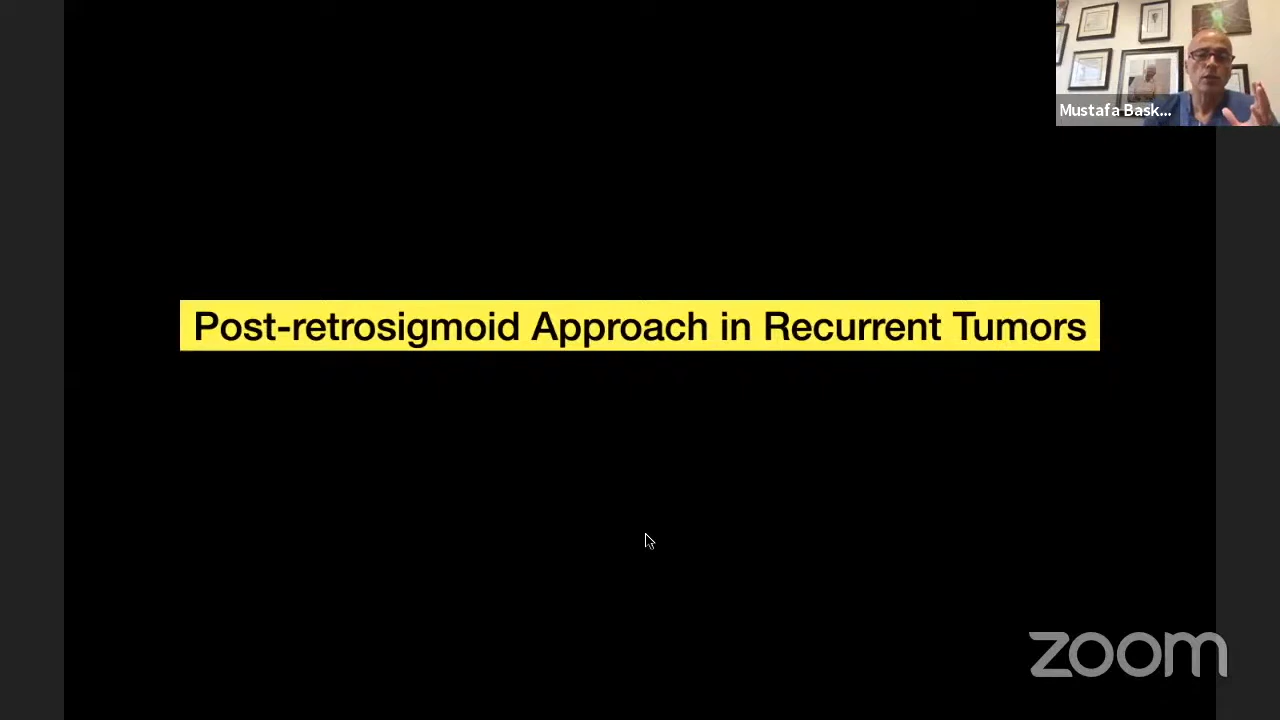 Mustafa Bask...
Post-retrosigmoid Approach in Recurrent Tumors
zoom